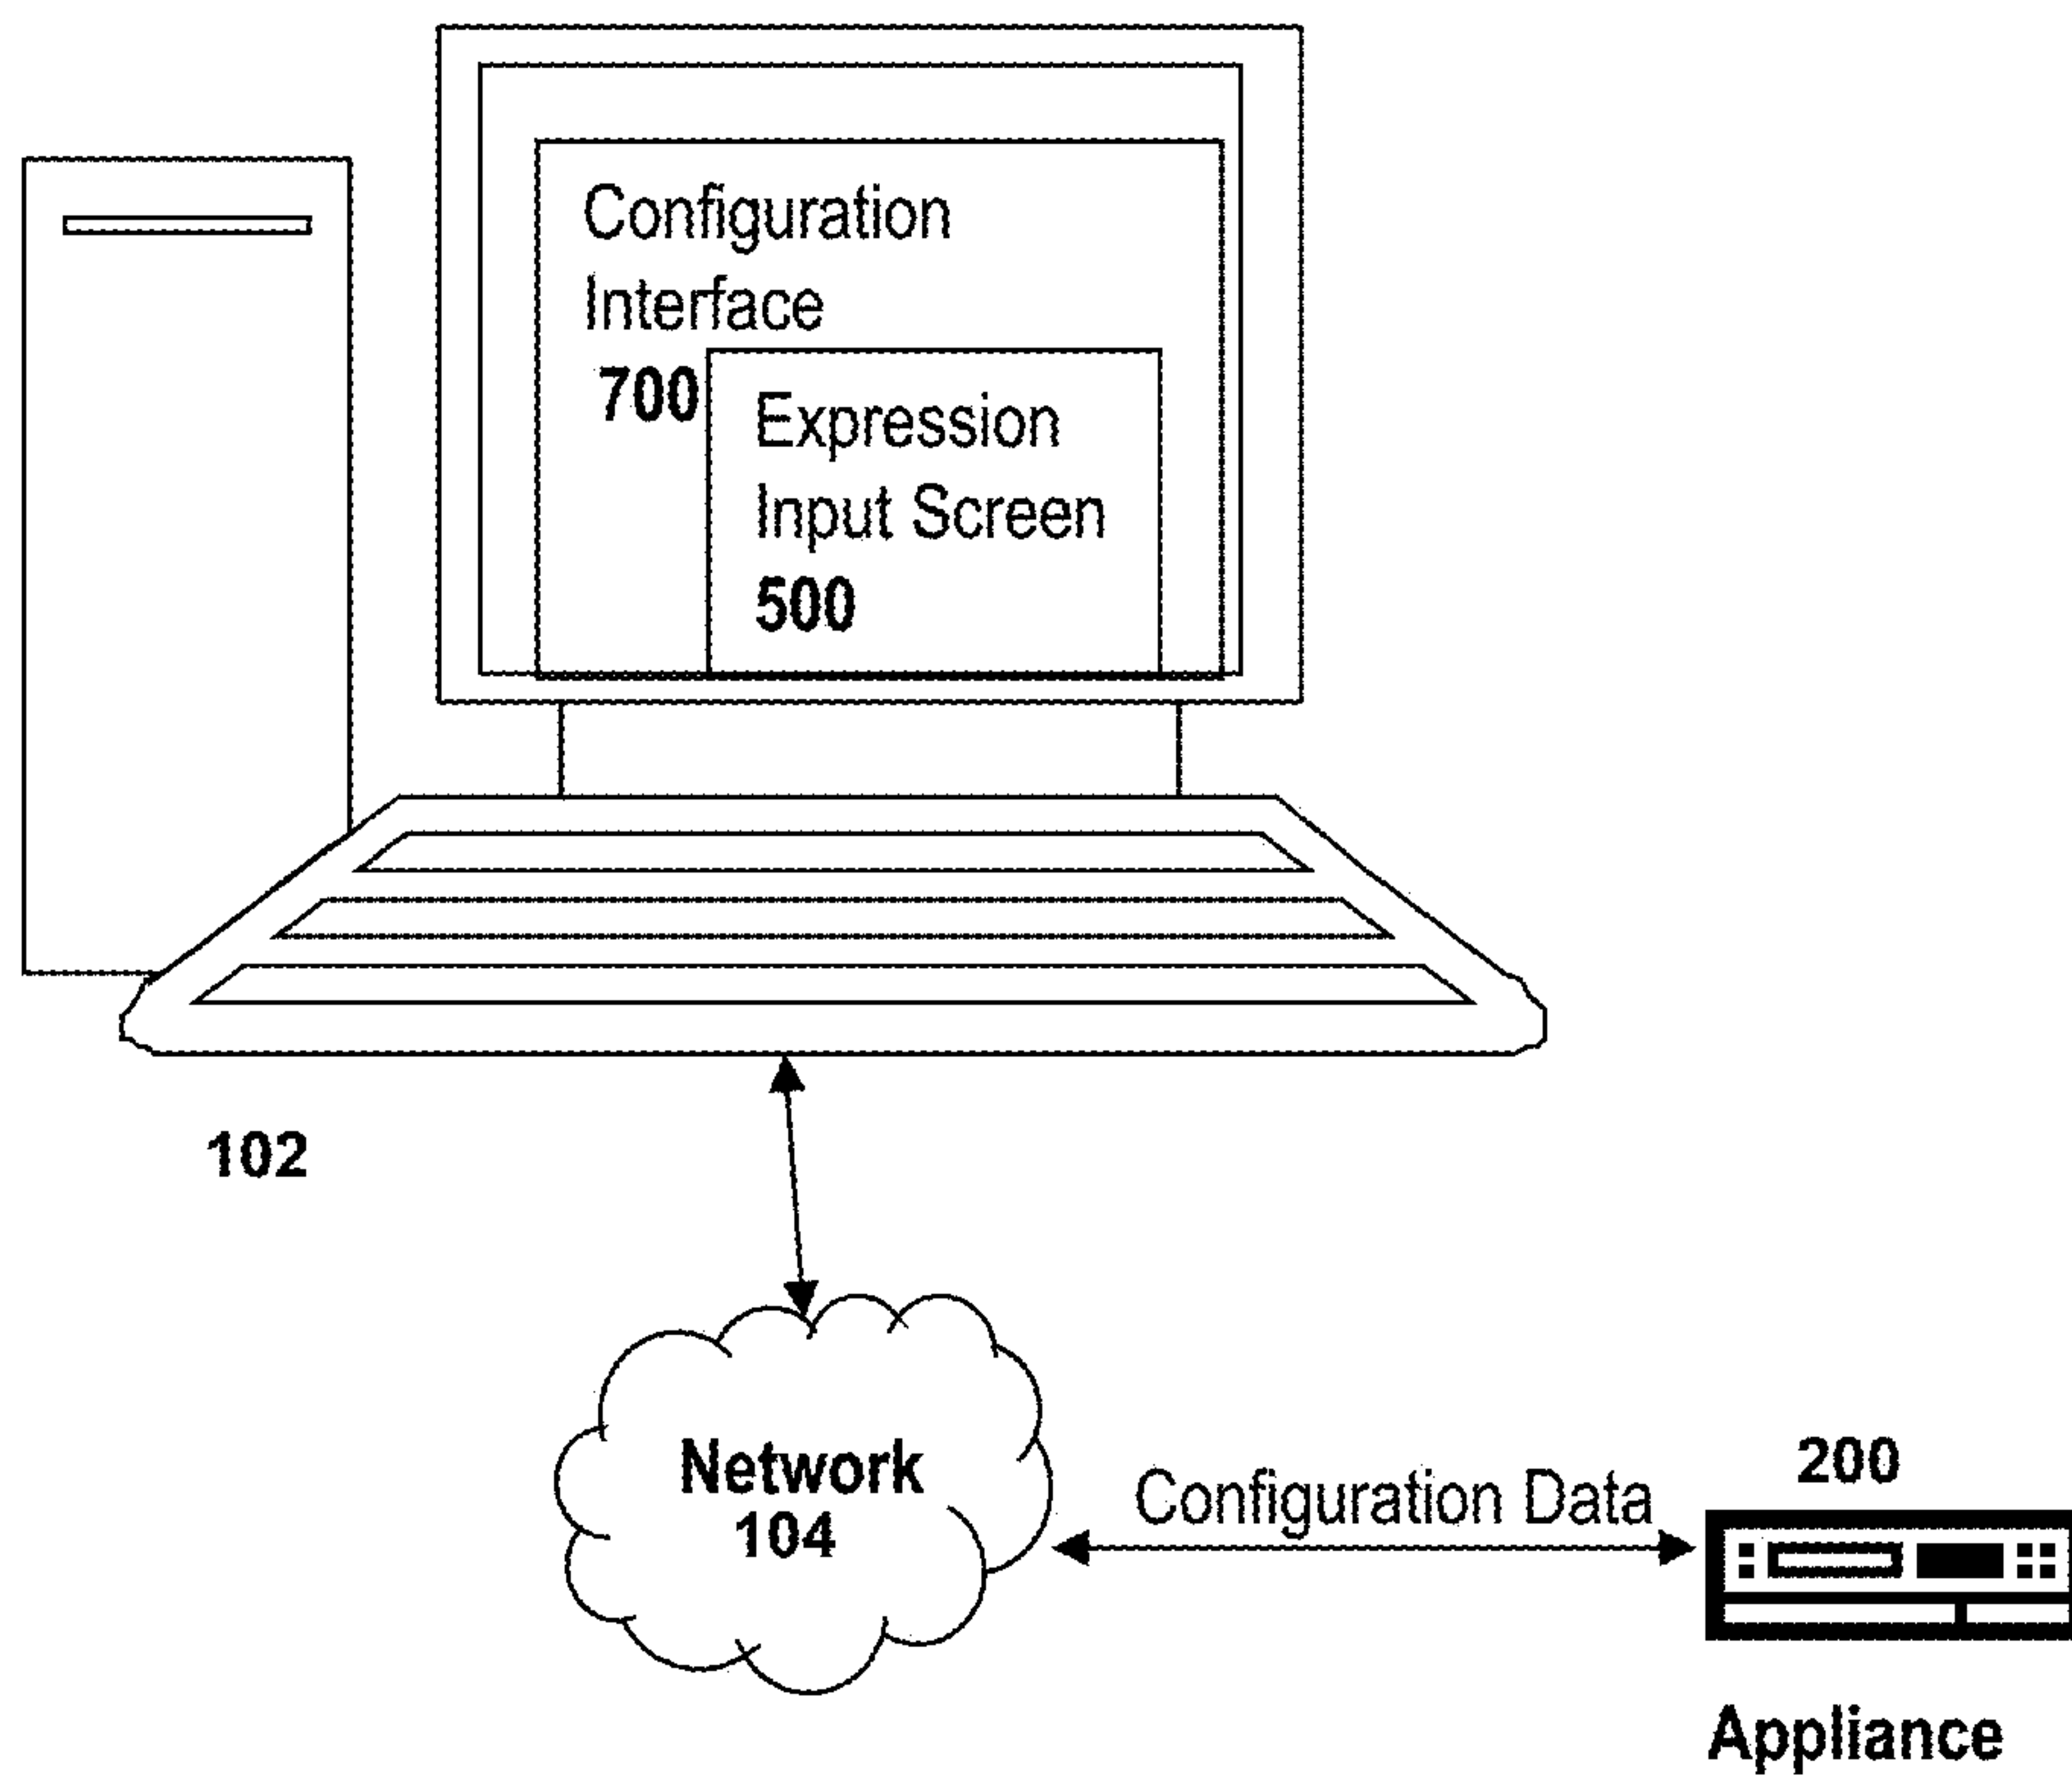 Configuration
Interface
700
Expression
Input Screen
500
102
Network
104
Configuration Data
200
Appliance